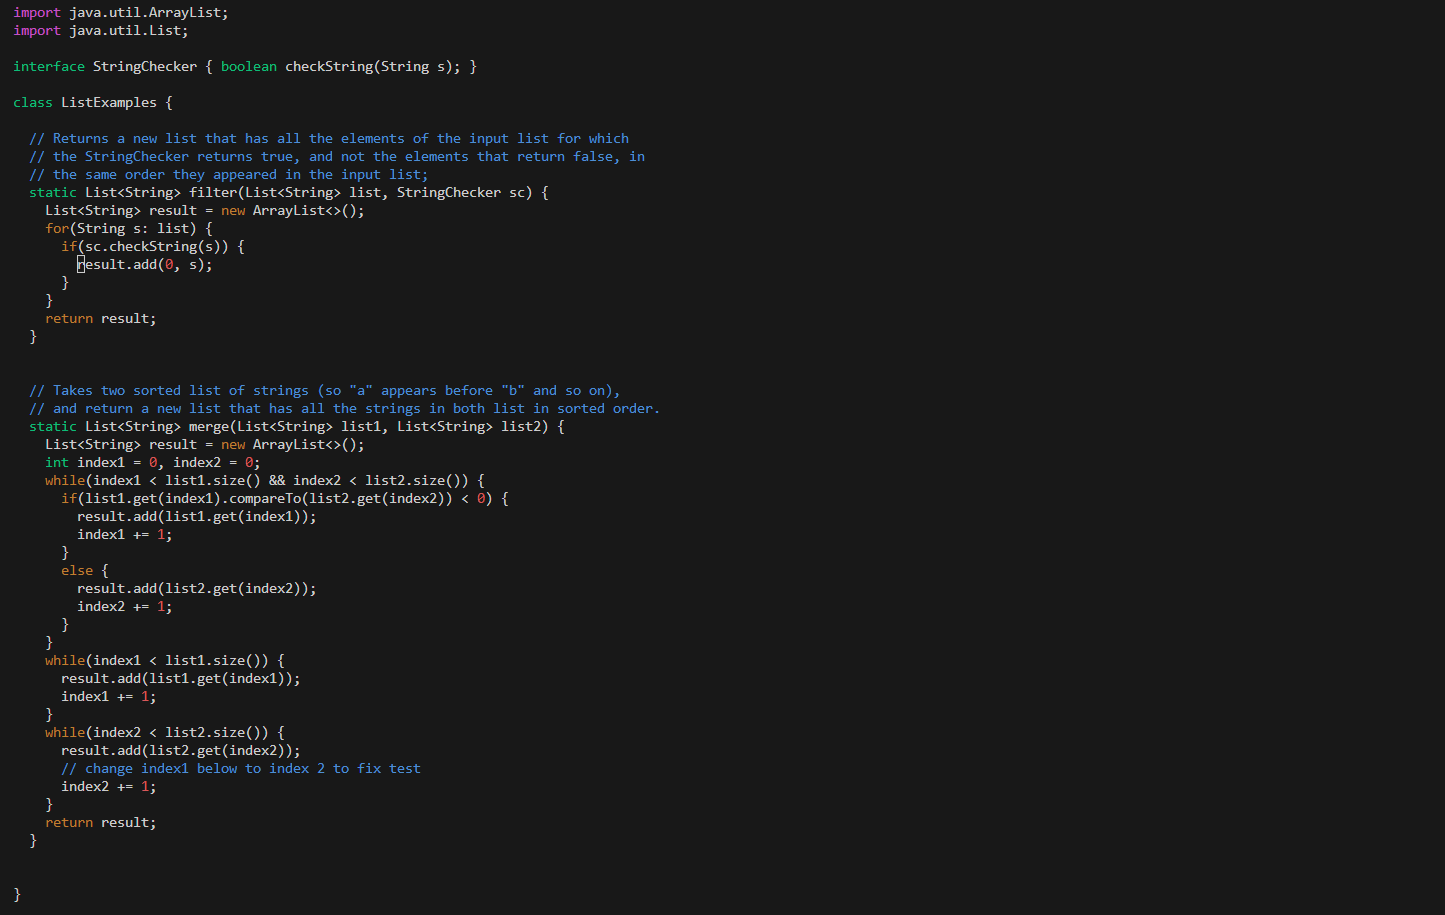 import java.util.ArrayList;
import java.util.List;

interface StringChecker { boolean checkString(String s); }

class ListExamples {

  // Returns a new list that has all the elements of the input list for which
  // the StringChecker returns true, and not the elements that return false, in
  // the same order they appeared in the input list;
  static List<String> filter(List<String> list, StringChecker sc) {
    List<String> result = new ArrayList<>();
    for(String s: list) {
      if(sc.checkString(s)) {
        result.add(0, s);
      }
    }
    return result;
  }


  // Takes two sorted list of strings (so "a" appears before "b" and so on),
  // and return a new list that has all the strings in both list in sorted order.
  static List<String> merge(List<String> list1, List<String> list2) {
    List<String> result = new ArrayList<>();
    int index1 = 0, index2 = 0;
    while(index1 < list1.size() && index2 < list2.size()) {
      if(list1.get(index1).compareTo(list2.get(index2)) < 0) {
        result.add(list1.get(index1));
        index1 += 1;
      }
      else {
        result.add(list2.get(index2));
        index2 += 1;
      }
    }
    while(index1 < list1.size()) {
      result.add(list1.get(index1));
      index1 += 1;
    }
    while(index2 < list2.size()) {
      result.add(list2.get(index2));
      // change index1 below to index 2 to fix test
      index2 += 1;
    }
    return result;
  }


}